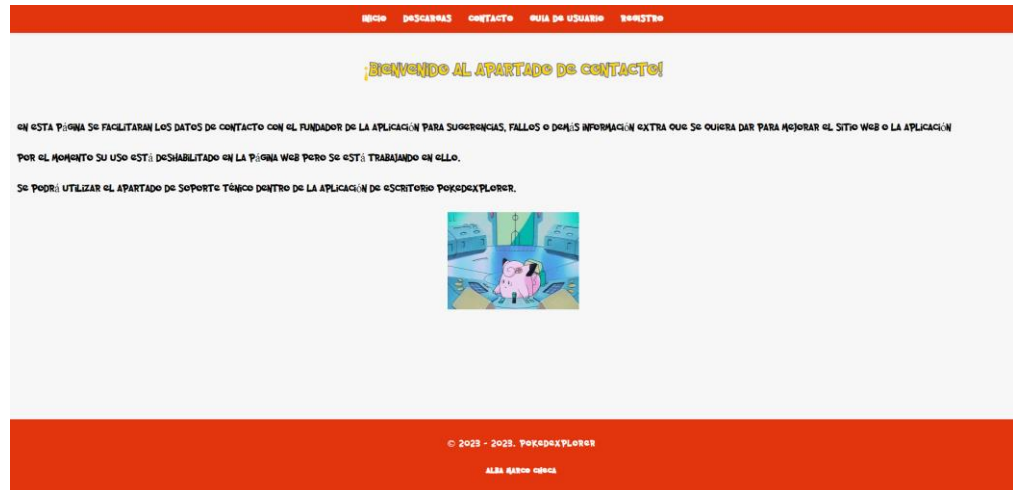 INICIO DESCARGAS CONTACTO GUIA DE USUARIO REGISTRO
¡BIENVENIDO AL APARTADO DE CONTACTO!
EN ESTA PáGINA SE FACILITARAN LOS DATOS DE CONTACTO CON EL FUNDADOR DE LA APLICACIóN PARA SUGERENCIAS, FALLOS O DEMáS INFORMACIóN EXTRA QUE SE QUIERA DAR PARA MEJORAR EL SITIO WEB O LA APLICACIóN
POR EL MOMENTO SU USO ESTá DESHABILITADO EN LA PáGINA WEB PERO SE ESTá TRABAJANDO EN ELLO.
SE PODRá UTILIZAR EL APARTADO DE SOPORTE TéNICO DENTRO DE LA APLICACIóN DE ESCRITORIO POKEDEXPLORER.
© 2023 - 2023. POKEDEXPLORER
ALBA MARCO CHECA